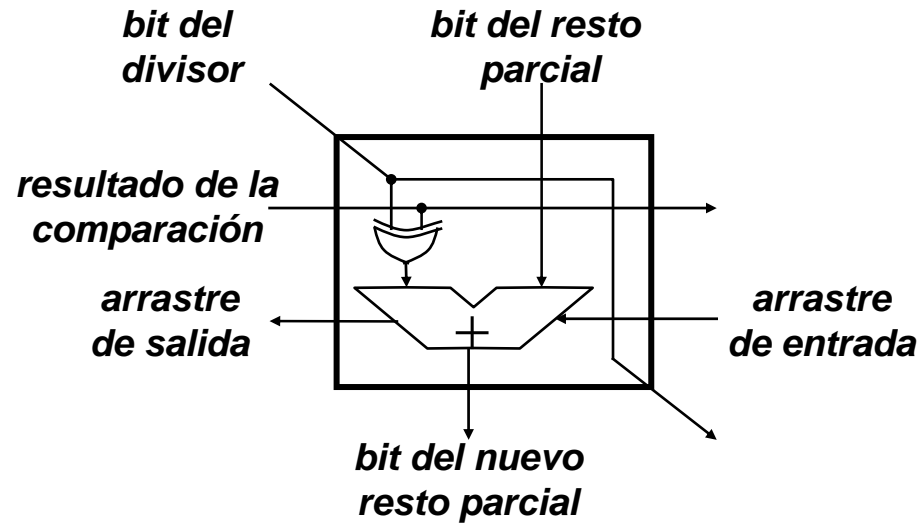 bit del
divisor
bit del resto
parcial
resultado de la
comparación
arrastre
de salida
arrastre
de entrada
bit del nuevo
resto parcial